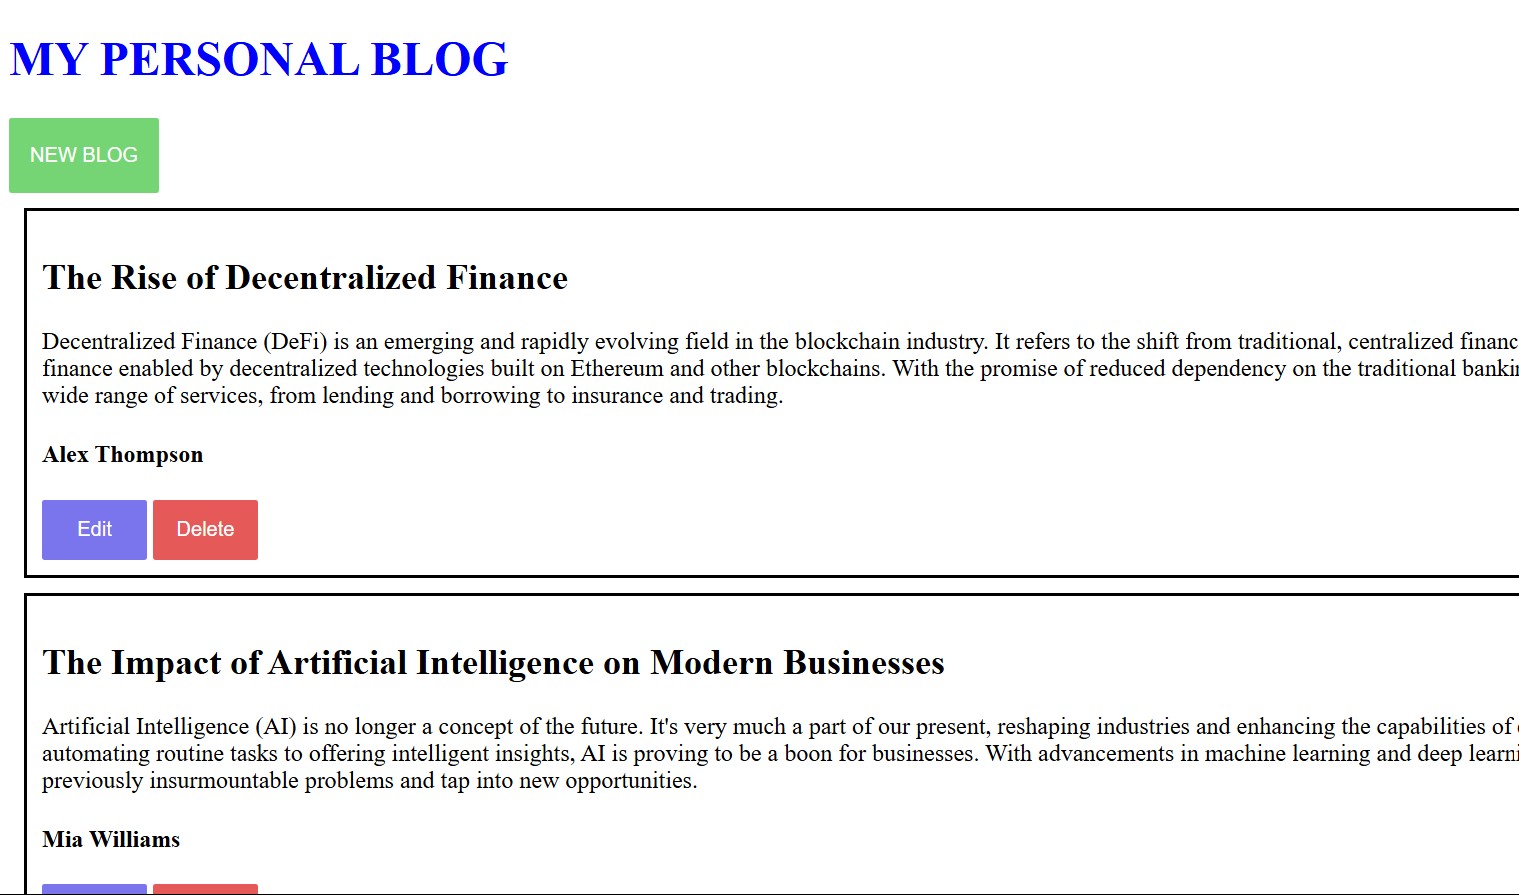 MY PERSONAL BLOG
NEW BLOG
The Rise of Decentralized Finance
Decentralized Finance (DeFi) is an emerging and rapidly evolving field in the blockchain industry. It refers to the shift from traditional, centralized financ
finance enabled by decentralized technologies built on Ethereum and other blockchains. With the promise of reduced dependency on the traditional bankin
wide range of services, from lending and borrowing to insurance and trading.
Alex Thompson
Edit Delete
The Impact of Artificial Intelligence on Modern Businesses
Artificial Intelligence (AI) is no longer a concept of the future. It's very much a part of our present, reshaping industries and enhancing the capabilities of
automating routine tasks to offering intelligent insights, AI is proving to be a boon for businesses. With advancements in machine learning and deep learni
previously insurmountable problems and tap into new opportunities.
Mia Williams